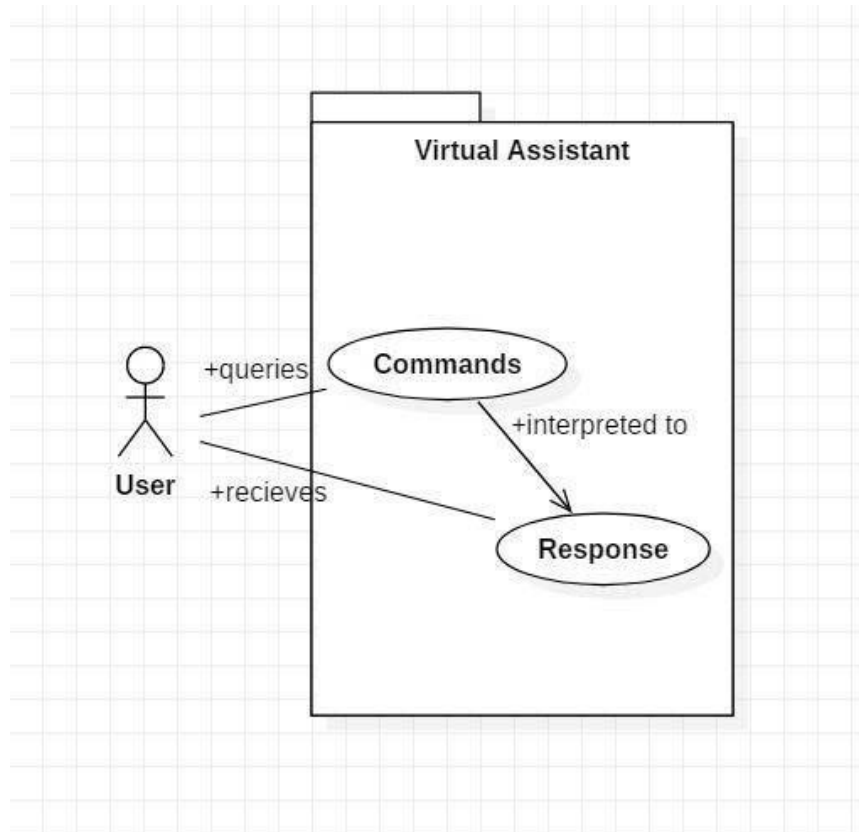 Virtual Assistant
+queries
Commands
+interpreted to
User
+recieves
Response